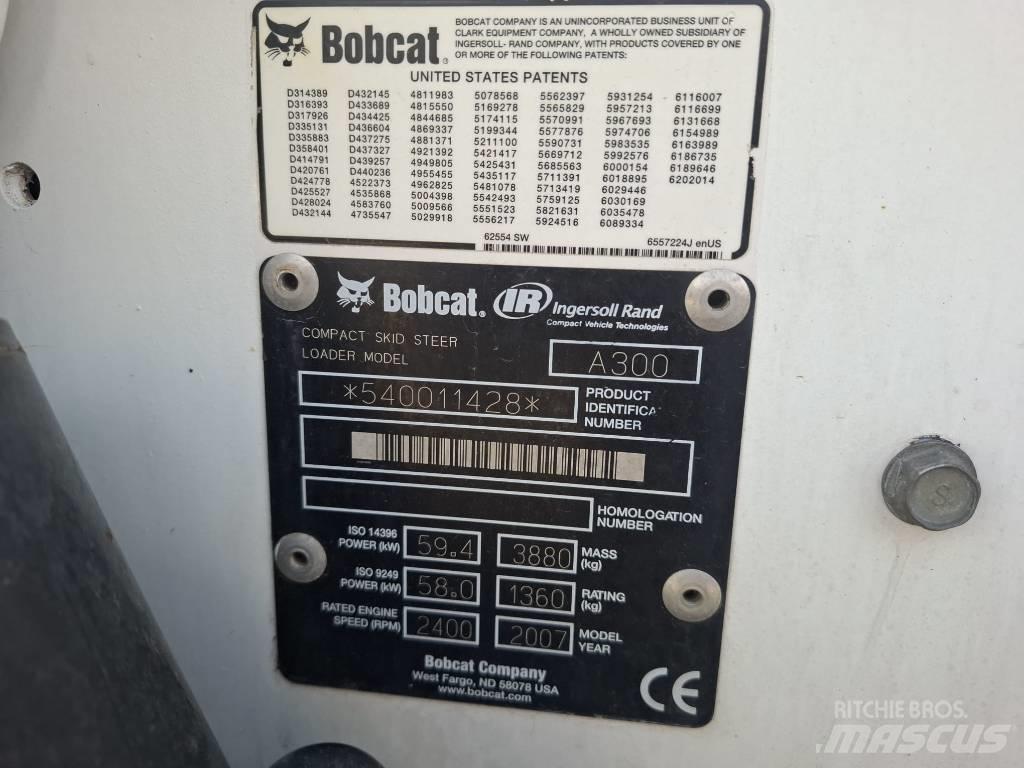 Bobcat®
BOBCAT COMPANY IS AN UNINCORPORATED BUSINESS UNIT OF
CLARK EQUIPMENT COMPANY, A WHOLLY OWNED SUBSIDIARY OF
INGERSOLL- RAND COMPANY, WITH PRODUCTS COVERED BY ONE
OR MORE OF THE FOLLOWING PATENTS:
UNITED STATES PATENTS
D314389 D432145 4811983 5078568 5562397 5931254 6116007
D316393 D433689 4815550 5169278 5565829 5957213 6116699
D317926 D434425 4844685 5174115 5570991 5967693 6131668
D335131 D436604 4869337 5199344 5577876 5974706 6154989
D335883 D437275 4881371 5211100 5590731 5983535 6163989
D358401 D437327 4921392 5421417 5669712 5992576 6186735
D414791 D439257 4949805 5425431 5685563 6000154 6189646
D420761 D440236 4955455 5435117 5711391 6018895 6202014
D424778 4522373 4962825 5481078 5713419 6029446
D425527 4535868 5004398 5542493 5759125 6030169
D428024 4583760 5009566 5551523 5821631 6035478
D432144 4735547 5029918 5556217 5924516 6089334
62554 SW 6557224J enUS
Bobcat® IR Ingersoll Rand
Compact Vehicle Technologies
COMPACT SKID STEER
LOADER MODEL
A300
*540011428*
PRODUCT
IDENTIFICA
NUMBER
HOMOLOGATION
NUMBER
ISO 14396
POWER (kW) 59.4 3880 MASS
(kg)
ISO 9249
POWER (kW) 58.0 1360 RATING
(kg)
RATED ENGINE
SPEED (RPM) 2400 2007 MODEL
YEAR
Bobcat Company
West Fargo, ND 58078 USA
www.bobcat.com
CE
S
RITCHIE BROS.
MASCUS